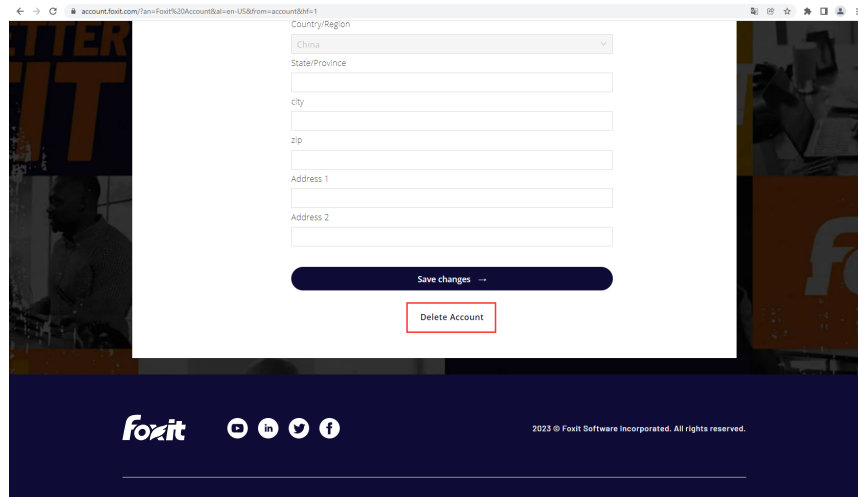 account.foxit.com/?an=Foxit%20Account&al=en-US&from=account&hf=1
Country/Region
China
State/Province
city
zip
Address 1
Address 2
Save changes →
Delete Account
Foxit
2023 © Foxit Software Incorporated. All rights reserved.